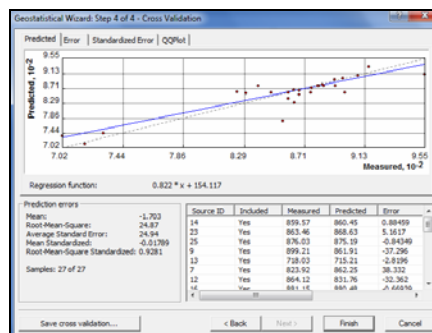 Geostatistical Wizard: Step 4 of 4 - Cross Validation
Predicted Error Standardized Error QQPlot
Predicted, 10⁻²
9.55
9.13
8.71
8.29
7.86
7.44
7.02
7.02 7.44 7.86 8.29 8.71 9.13 9.55
Measured, 10⁻²
Regression function: 0.822 * x + 154.117
Prediction errors
Mean: -1.703
Root-Mean-Square: 24.87
Average Standard Error: 24.94
Mean Standardized: -0.01789
Root-Mean-Square Standardized: 0.9281
Samples: 27 of 27
Source ID Included Measured Predicted Error
14 Yes 859.57 860.45 0.88459
23 Yes 863.46 868.63 5.1617
25 Yes 876.03 875.19 -0.84349
9 Yes 899.21 861.91 -37.296
13 Yes 718.03 715.21 -2.8196
7 Yes 823.92 862.25 38.332
12 Yes 864.12 831.76 -32.362
16 Yes 881.15 880.48
Save cross validation... < Back Next > Finish Cancel